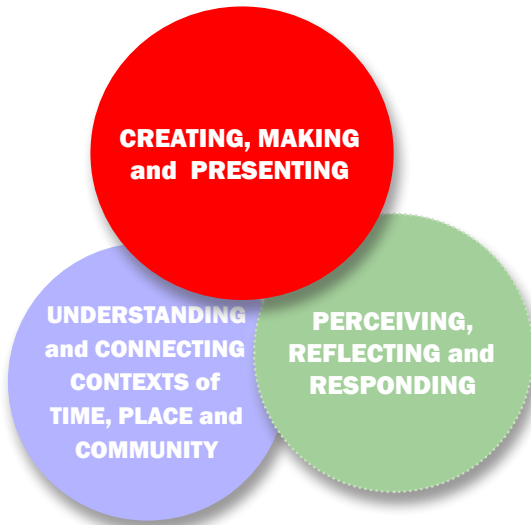 CREATING, MAKING
and PRESENTING
UNDERSTANDING
and CONNECTING
CONTEXTS of
TIME, PLACE and
COMMUNITY
PERCEIVING,
REFLECTING and
RESPONDING